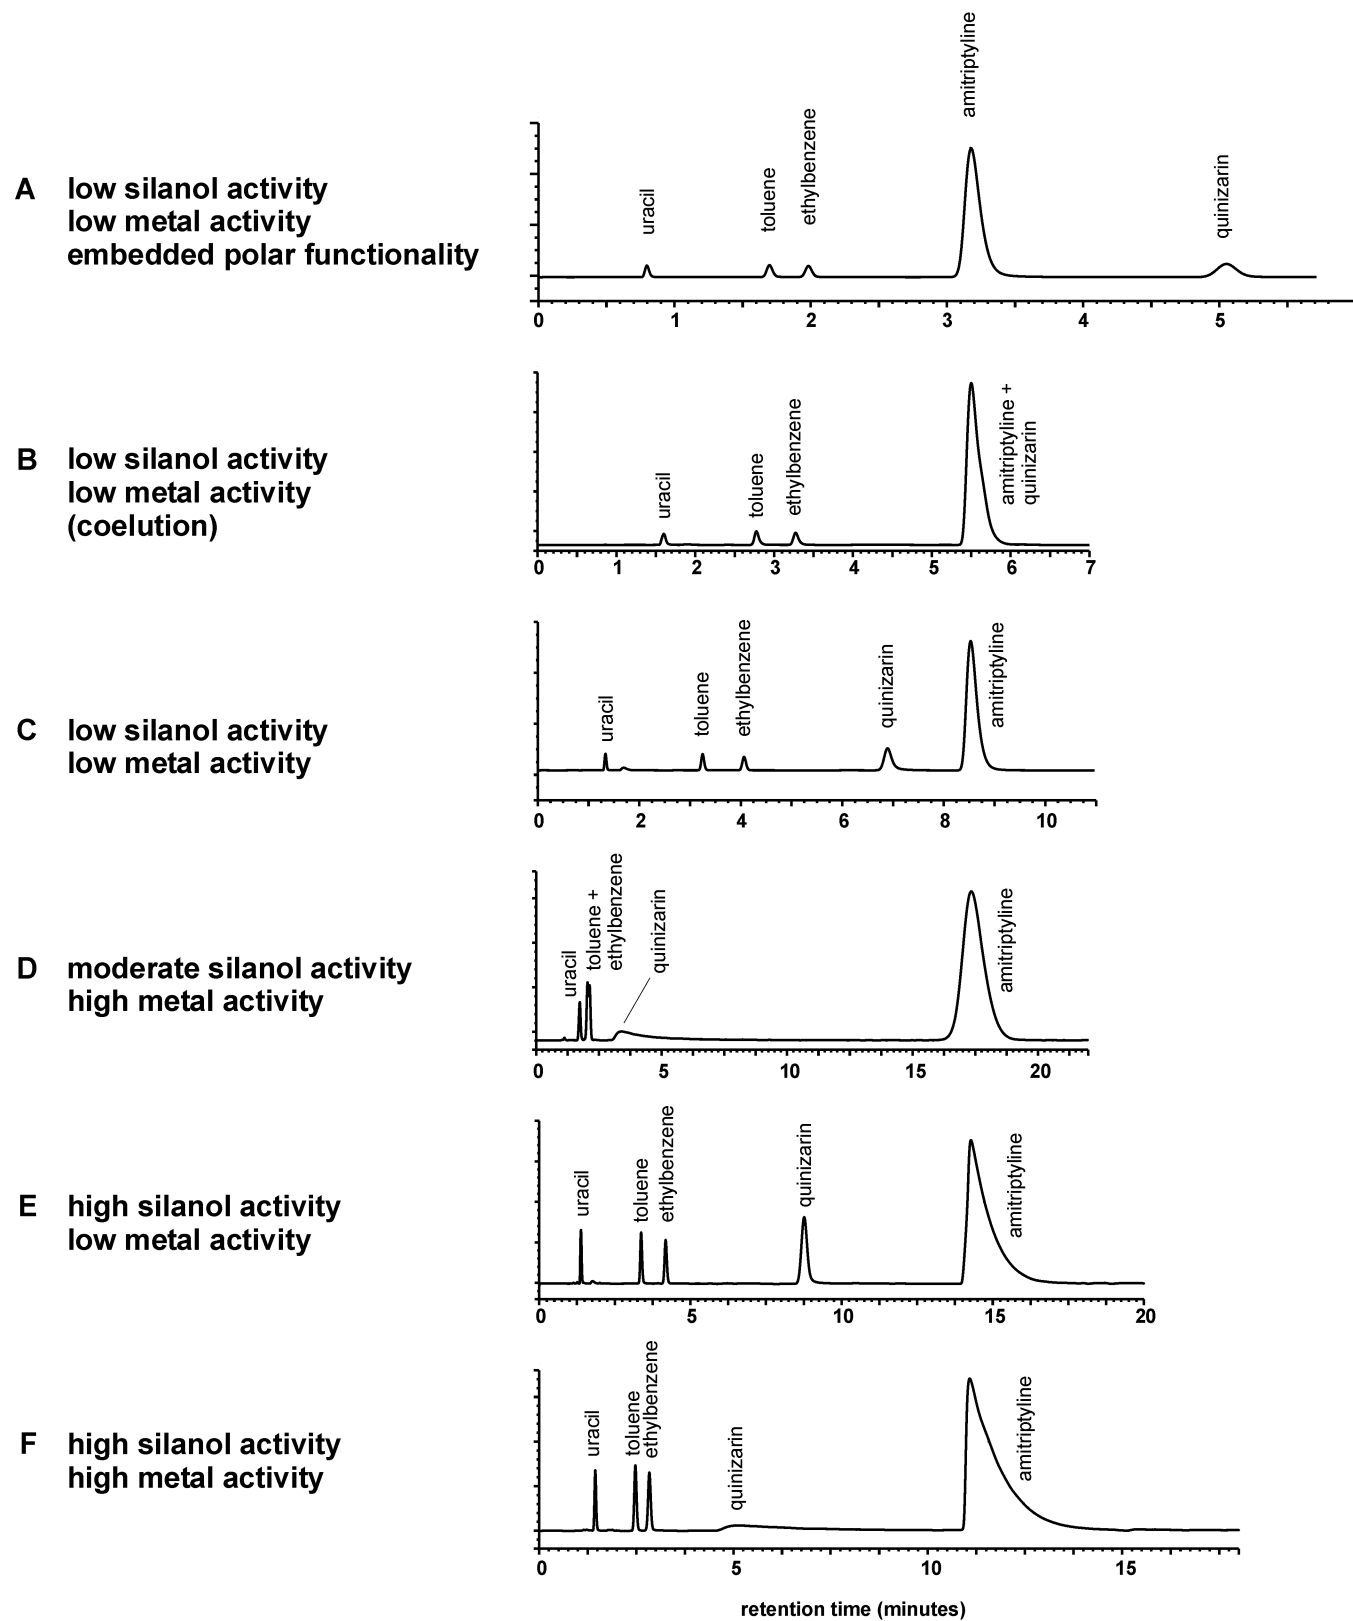 A low silanol activity
low metal activity
embedded polar functionality
uracil
toluene
ethylbenzene
amitriptyline
quinizarin
0 1 2 3 4 5
B low silanol activity
low metal activity
(coelution)
uracil
toluene
ethylbenzene
amitriptyline +
quinizarin
0 1 2 3 4 5 6 7
C low silanol activity
low metal activity
uracil
toluene
ethylbenzene
quinizarin
amitriptyline
0 2 4 6 8 10
D moderate silanol activity
high metal activity
uracil
toluene +
ethylbenzene
quinizarin
amitriptyline
0 5 10 15 20
E high silanol activity
low metal activity
uracil
toluene
ethylbenzene
quinizarin
amitriptyline
0 5 10 15 20
F high silanol activity
high metal activity
uracil
toluene
ethylbenzene
quinizarin
amitriptyline
0 5 10 15
retention time (minutes)